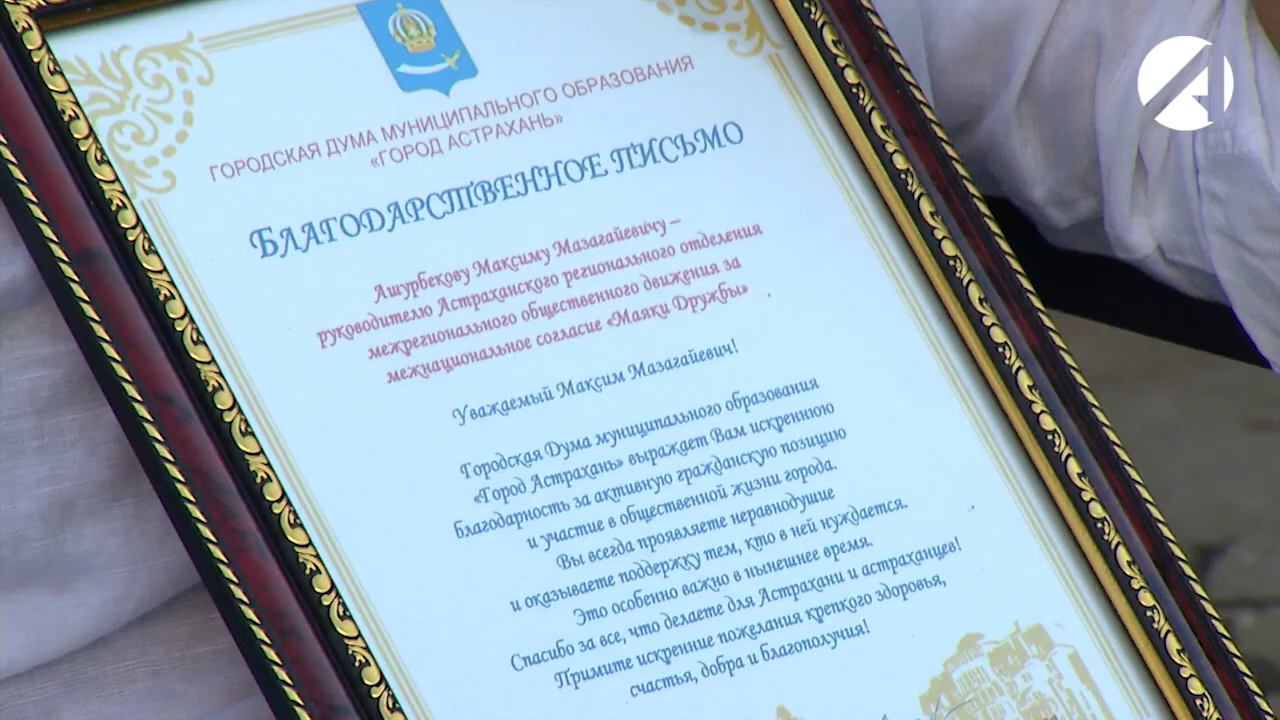 ГОРОДСКАЯ ДУМА МУНИЦИПАЛЬНОГО ОБРАЗОВАНИЯ
«ГОРОД АСТРАХАНЬ»
БЛАГОДАРСТВЕННОЕ ПИСЬМО
Ашурбекову Максиму Мазагайевичу –
руководителю Астраханского регионального отделения
межрегионального общественного движения за
межнациональное согласие «Маяки Дружбы»
Уважаемый Максим Мазагайевич!
Городская Дума муниципального образования
«Город Астрахань» выражает Вам искреннюю
благодарность за активную гражданскую позицию
и участие в общественной жизни города.
Вы всегда проявляете неравнодушие
и оказываете поддержку тем, кто в ней нуждается.
Это особенно важно в нынешнее время.
Спасибо за все, что делаете для Астрахани и астраханцев!
Примите искренние пожелания крепкого здоровья,
счастья, добра и благополучия!